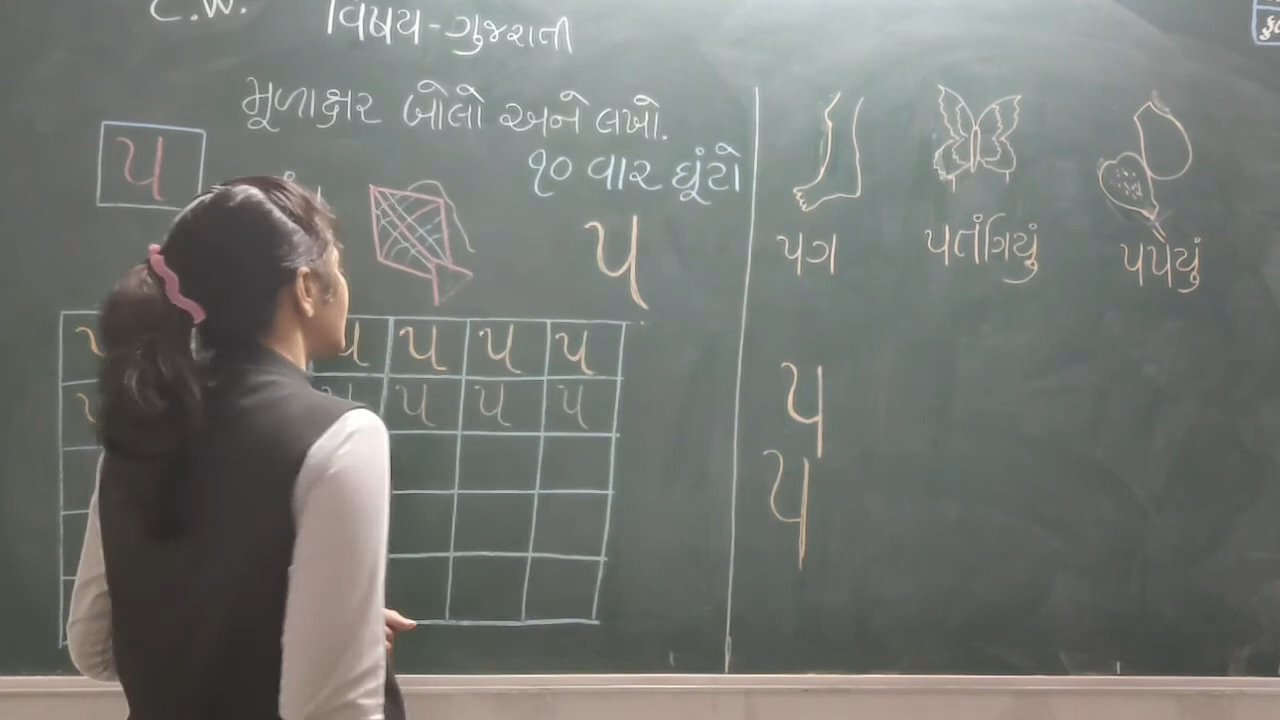 C.W.
વિષય-ગુજરાતી
મૂળાક્ષર બોલો અને લખો.
૧૦ વાર ઘૂંટો
પ
પ
પ પ પ પ
પ પ પ
પગ પતંગિયું પપૈયું
પ
પ